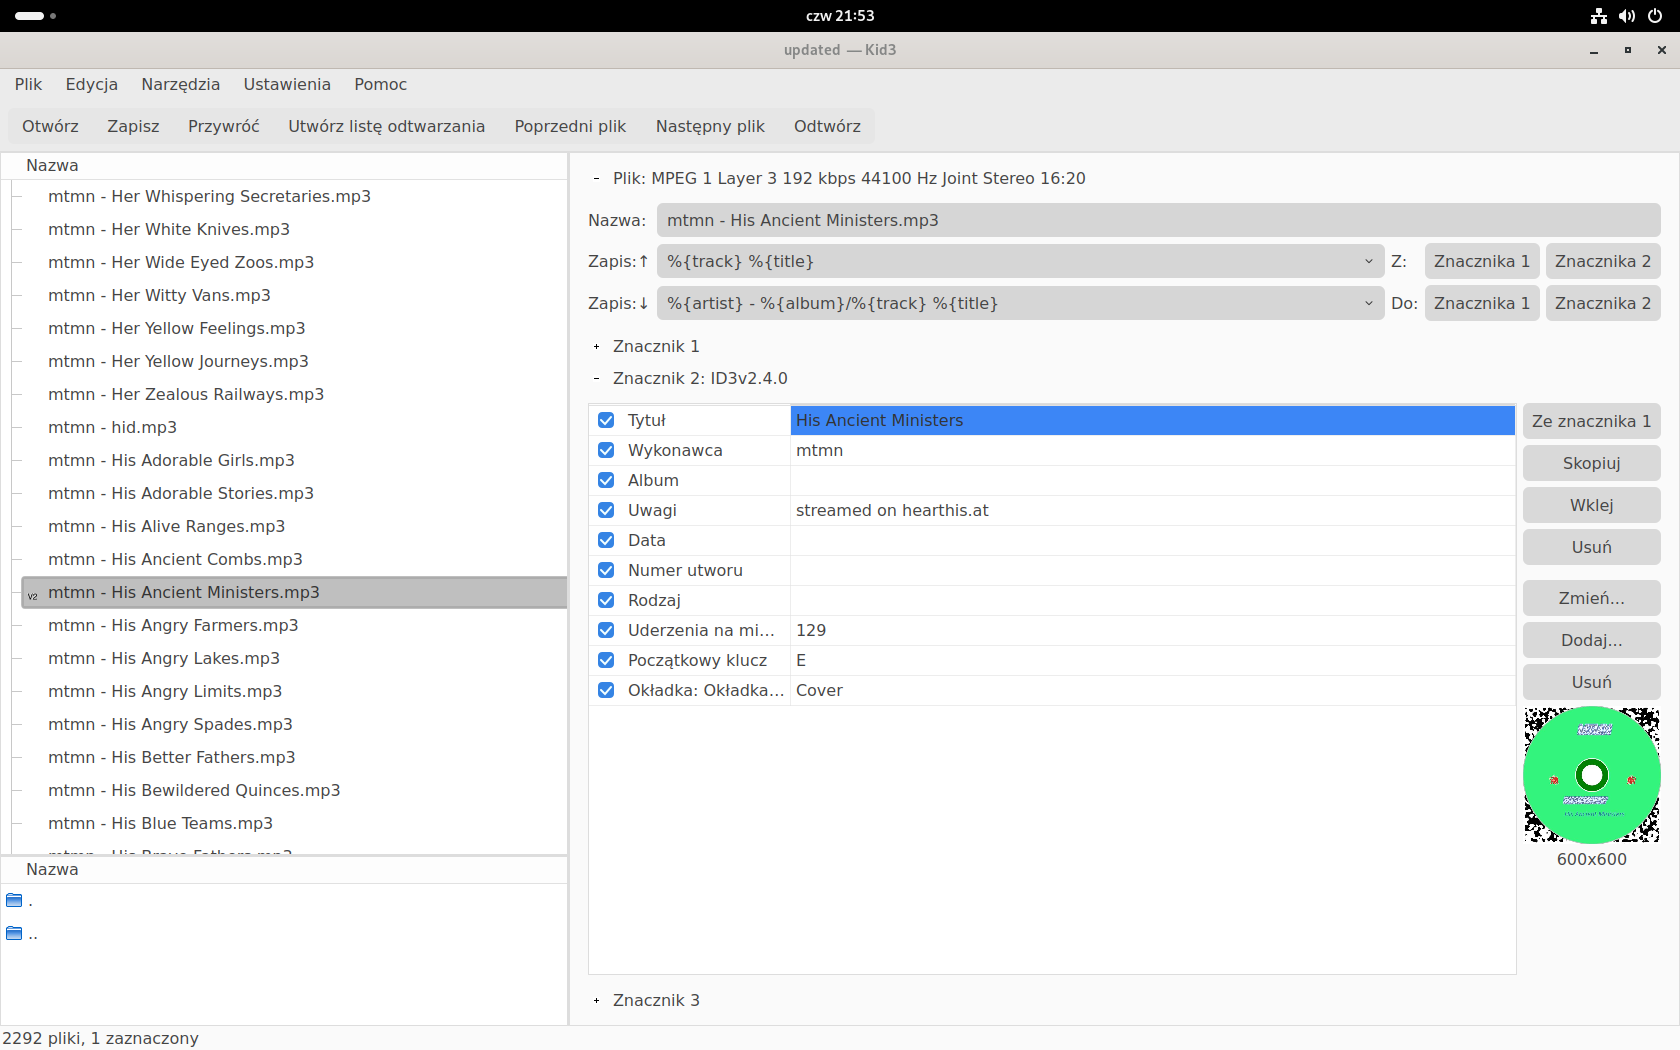 czw 21:53
updated — Kid3
Plik Edycja Narzędzia Ustawienia Pomoc
Otwórz Zapisz Przywróć Utwórz listę odtwarzania Poprzedni plik Następny plik Odtwórz
Nazwa
mtmn - Her Whispering Secretaries.mp3
mtmn - Her White Knives.mp3
mtmn - Her Wide Eyed Zoos.mp3
mtmn - Her Witty Vans.mp3
mtmn - Her Yellow Feelings.mp3
mtmn - Her Yellow Journeys.mp3
mtmn - Her Zealous Railways.mp3
mtmn - hid.mp3
mtmn - His Adorable Girls.mp3
mtmn - His Adorable Stories.mp3
mtmn - His Alive Ranges.mp3
mtmn - His Ancient Combs.mp3
V2 mtmn - His Ancient Ministers.mp3
mtmn - His Angry Farmers.mp3
mtmn - His Angry Lakes.mp3
mtmn - His Angry Limits.mp3
mtmn - His Angry Spades.mp3
mtmn - His Better Fathers.mp3
mtmn - His Bewildered Quinces.mp3
mtmn - His Blue Teams.mp3
Nazwa
.
..
2292 pliki, 1 zaznaczony
- Plik: MPEG 1 Layer 3 192 kbps 44100 Hz Joint Stereo 16:20
Nazwa: mtmn - His Ancient Ministers.mp3
Zapis:↑ %{track} %{title} Z: Znacznika 1 Znacznika 2
Zapis:↓ %{artist} - %{album}/%{track} %{title} Do: Znacznika 1 Znacznika 2
+ Znacznik 1
- Znacznik 2: ID3v2.4.0
Tytuł His Ancient Ministers
Wykonawca mtmn
Album
Uwagi streamed on hearthis.at
Data
Numer utworu
Rodzaj
Uderzenia na mi... 129
Początkowy klucz E
Okładka: Okładka... Cover
Ze znacznika 1
Skopiuj
Wklej
Usuń
Zmień...
Dodaj...
Usuń
His Ancient Ministers
600x600
+ Znacznik 3